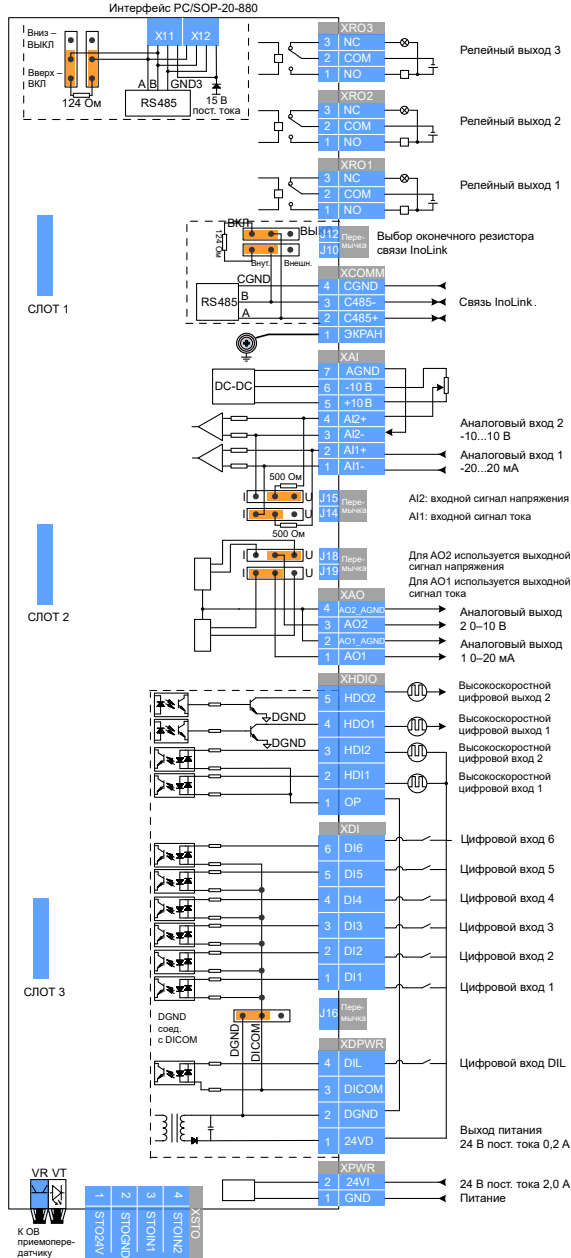 Интерфейс PC/SOP-20-880
Вниз –
ВЫКЛ
Вверх –
ВКЛ
124 Ом
X11
X12
A
B
GND3
RS485
15 В
пост. тока
XRO3
3 NC
2 COM
1 NO
Релейный выход 3
XRO2
3 NC
2 COM
1 NO
Релейный выход 2
XRO1
3 NC
2 COM
1 NO
Релейный выход 1
ВКЛ
ВЫ
124 Ом
Внут.
Внешн.
J12
J10
Пере-
мычка
Выбор оконечного резистора
связи InoLink
XCOMM
CGND
B
A
RS485
4 CGND
3 C485-
2 C485+
1 ЭКРАН
Связь InoLink.
СЛОТ 1
XAI
DC-DC
7 AGND
6 -10 В
5 +10 В
4 AI2+
3 AI2-
2 AI1+
1 AI1-
Аналоговый вход 2
-10...10 В
Аналоговый вход 1
-20...20 мА
500 Ом
I
U
I
U
500 Ом
J15
J14
Пере-
мычка
AI2: входной сигнал напряжения
AI1: входной сигнал тока
I
U
I
U
J18
J19
Пере-
мычка
Для AO2 используется выходной
сигнал напряжения
Для AO1 используется выходной
сигнал тока
СЛОТ 2
XAO
4 AO2_AGND
3 AO2
2 AO1_AGND
1 AO1
Аналоговый выход
2 0–10 В
Аналоговый выход
1 0–20 мА
XHDIO
5 HDO2
4 HDO1
3 HDI2
2 HDI1
1 OP
DGND
DGND
Высокоскоростной
цифровой выход 2
Высокоскоростной
цифровой выход 1
Высокоскоростной
цифровой вход 2
Высокоскоростной
цифровой вход 1
XDI
6 DI6
5 DI5
4 DI4
3 DI3
2 DI2
1 DI1
Цифровой вход 6
Цифровой вход 5
Цифровой вход 4
Цифровой вход 3
Цифровой вход 2
Цифровой вход 1
СЛОТ 3
DGND
соед.
с DICOM
DGND
DICOM
J16
Пере-
мычка
XDPWR
4 DIL
3 DICOM
2 DGND
1 24VD
Цифровой вход DIL
Выход питания
24 В пост. тока 0,2 А
XPWR
2 24VI
1 GND
24 В пост. тока 2,0 А
Питание
VR VT
К ОВ
приемопере-
датчику
1 STO24V
2 STOGND
3 STOIN1
4 STOIN2
XSTO